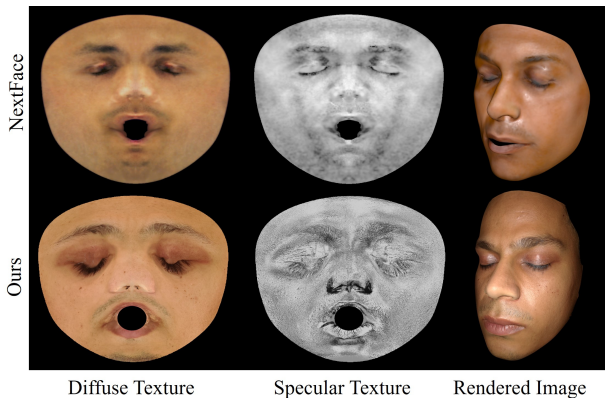 NextFace
Ours
Diffuse Texture
Specular Texture
Rendered Image